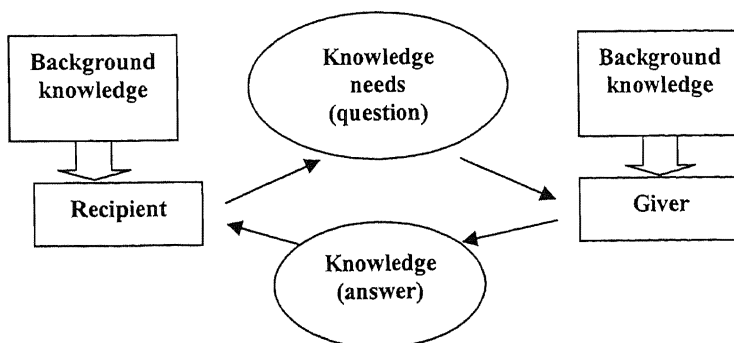 Background
knowledge
Knowledge
needs
(question)
Background
knowledge
Recipient
Giver
Knowledge
(answer)